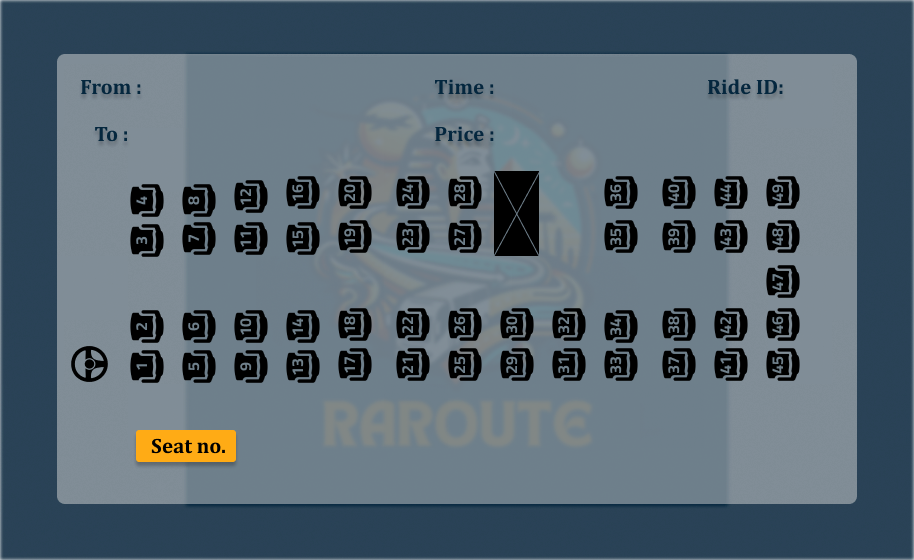 From :
Time :
Ride ID:
To :
Price :
4 8 12 16 20 24 28 36 40 44 49
3 7 11 15 19 23 27 35 39 43 48
47
2 6 10 14 18 22 26 30 32 34 38 42 46
1 5 9 13 17 21 25 29 31 33 37 41 45
RAROUTE
Seat no.